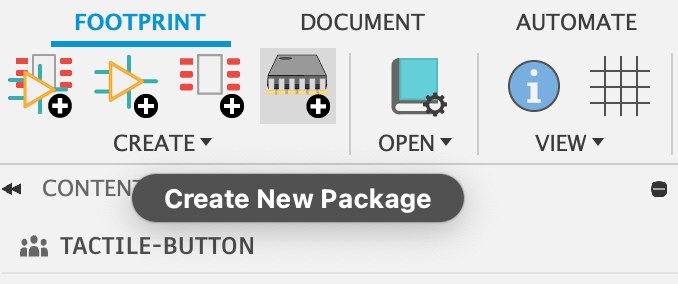 FOOTPRINT DOCUMENT AUTOMATE
CREATE OPEN VIEW
CONTENT
Create New Package
TACTILE-BUTTON